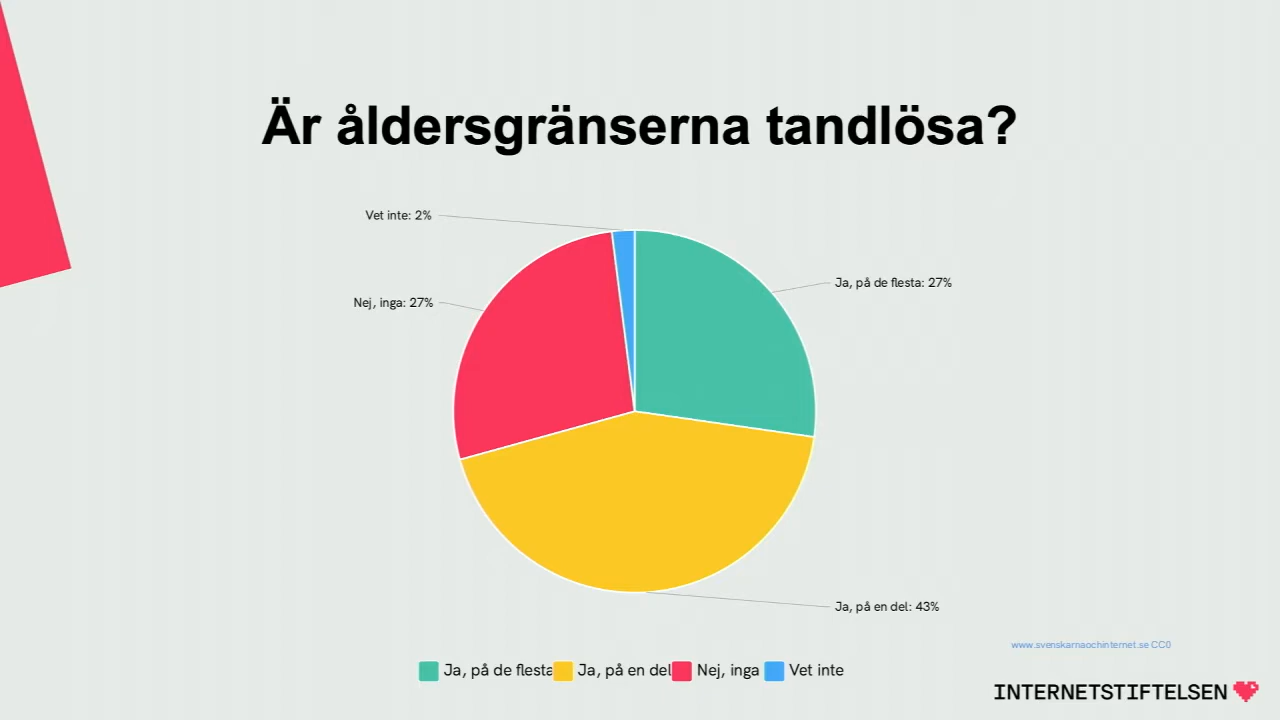 Är åldersgränserna tandlösa?
Vet inte: 2%
Ja, på de flesta: 27%
Nej, inga: 27%
Ja, på en del: 43%
www.svenskarnaochinternet.se CC0
Ja, på de flesta Ja, på en del Nej, inga Vet inte
INTERNETSTIFTELSEN